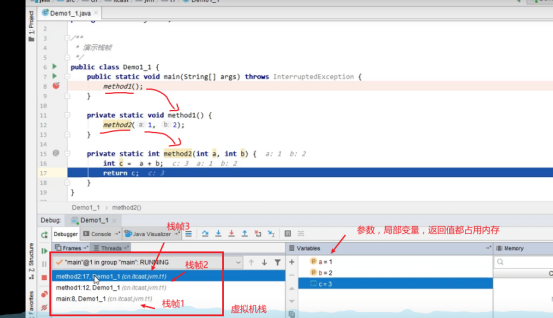 Demo1_1.java
/**
* 演示栈帧
*/
public class Demo1_1 {
public static void main(String[] args) throws InterruptedException {
method1();
}
private static void method1() {
method2( a: 1, b: 2);
}
private static int method2(int a, int b) { a: 1 b: 2
int c = a + b; c: 3 a: 1 b: 2
return c; c: 3
}
}
Demo1_1 › method2()
Debug: Demo1_1
Debugger Console Java Visualizer
栈帧3
参数，局部变量，返回值都占用内存
Frames Threads
Variables
Memory
"main"@1 in group "main": RUNNING
栈帧2
method2:17, Demo1_1 (cn.itcast.jvm.t1)
method1:12, Demo1_1 (cn.itcast.jvm.t1)
main:8, Demo1_1 (cn.itcast.jvm.t1)
a = 1
b = 2
c = 3
栈帧1
虚拟机栈
1: Project
Z: Structure
2: Favorites